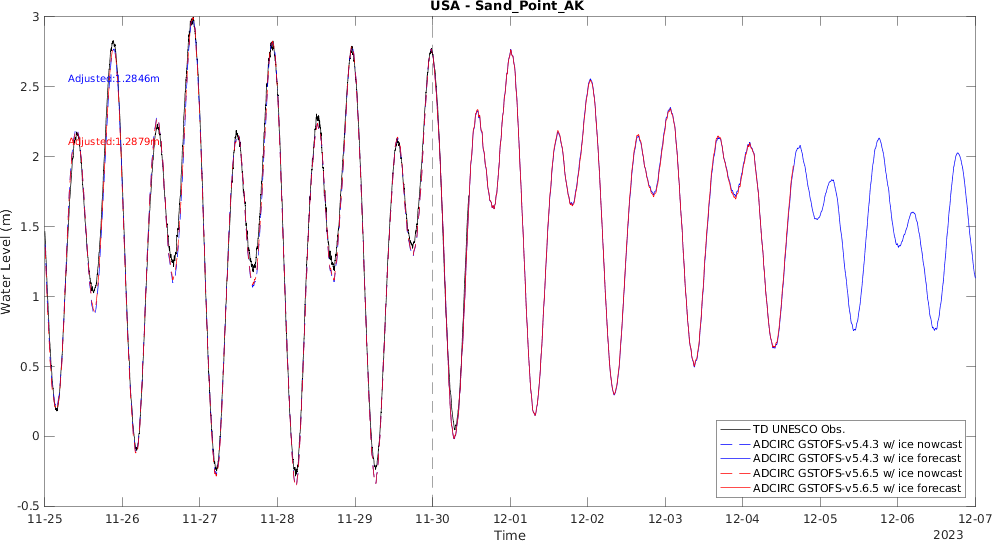 USA - Sand_Point_AK
3
2.5
2
1.5
1
0.5
0
-0.5
Water Level (m)
Adjusted:1.2846m
Adjusted:1.2879m
TD UNESCO Obs.
ADCIRC GSTOFS-v5.4.3 w/ ice nowcast
ADCIRC GSTOFS-v5.4.3 w/ ice forecast
ADCIRC GSTOFS-v5.6.5 w/ ice nowcast
ADCIRC GSTOFS-v5.6.5 w/ ice forecast
11-25 11-26 11-27 11-28 11-29 11-30 12-01 12-02 12-03 12-04 12-05 12-06 12-07
Time
2023